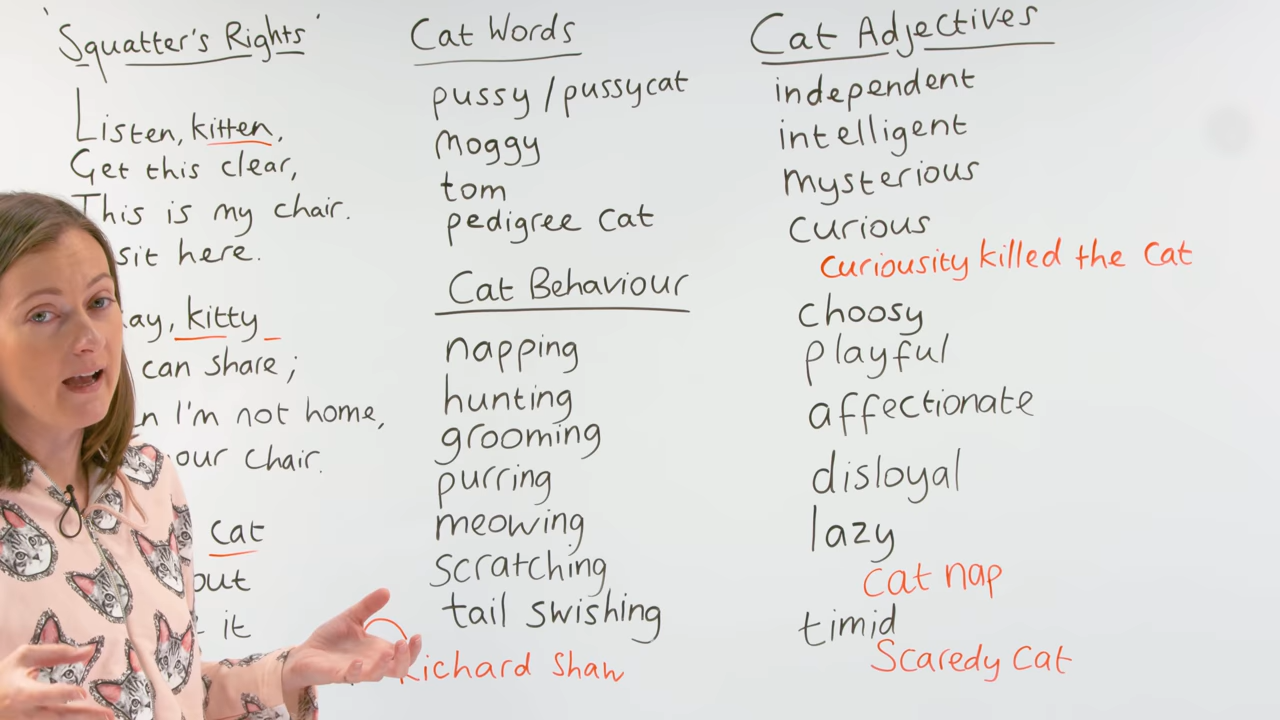 'Squatter's Rights'
Listen, kitten,
Get this clear,
This is my chair.
sit here.
kitty
can share;
I'm not home,
our chair.
Cat
out
it
Richard Shaw
Cat Words
pussy / pussycat
moggy
tom
pedigree cat
Cat Behaviour
napping
hunting
grooming
purring
meowing
scratching
tail swishing
Cat Adjectives
independent
intelligent
mysterious
curious
curiousity killed the cat
choosy
playful
affectionate
disloyal
lazy
cat nap
timid
Scaredy cat